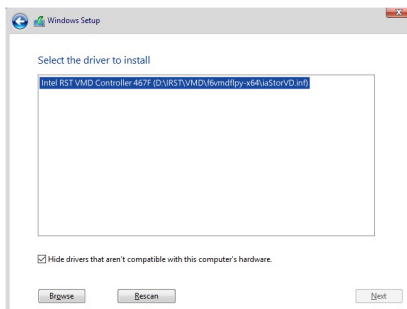 Windows Setup
Select the driver to install
Intel RST VMD Controller 467F (D:\IRST\VMD\f6vmdflpy-x64\iaStorVD.inf)
Hide drivers that aren't compatible with this computer's hardware.
Browse Rescan Next